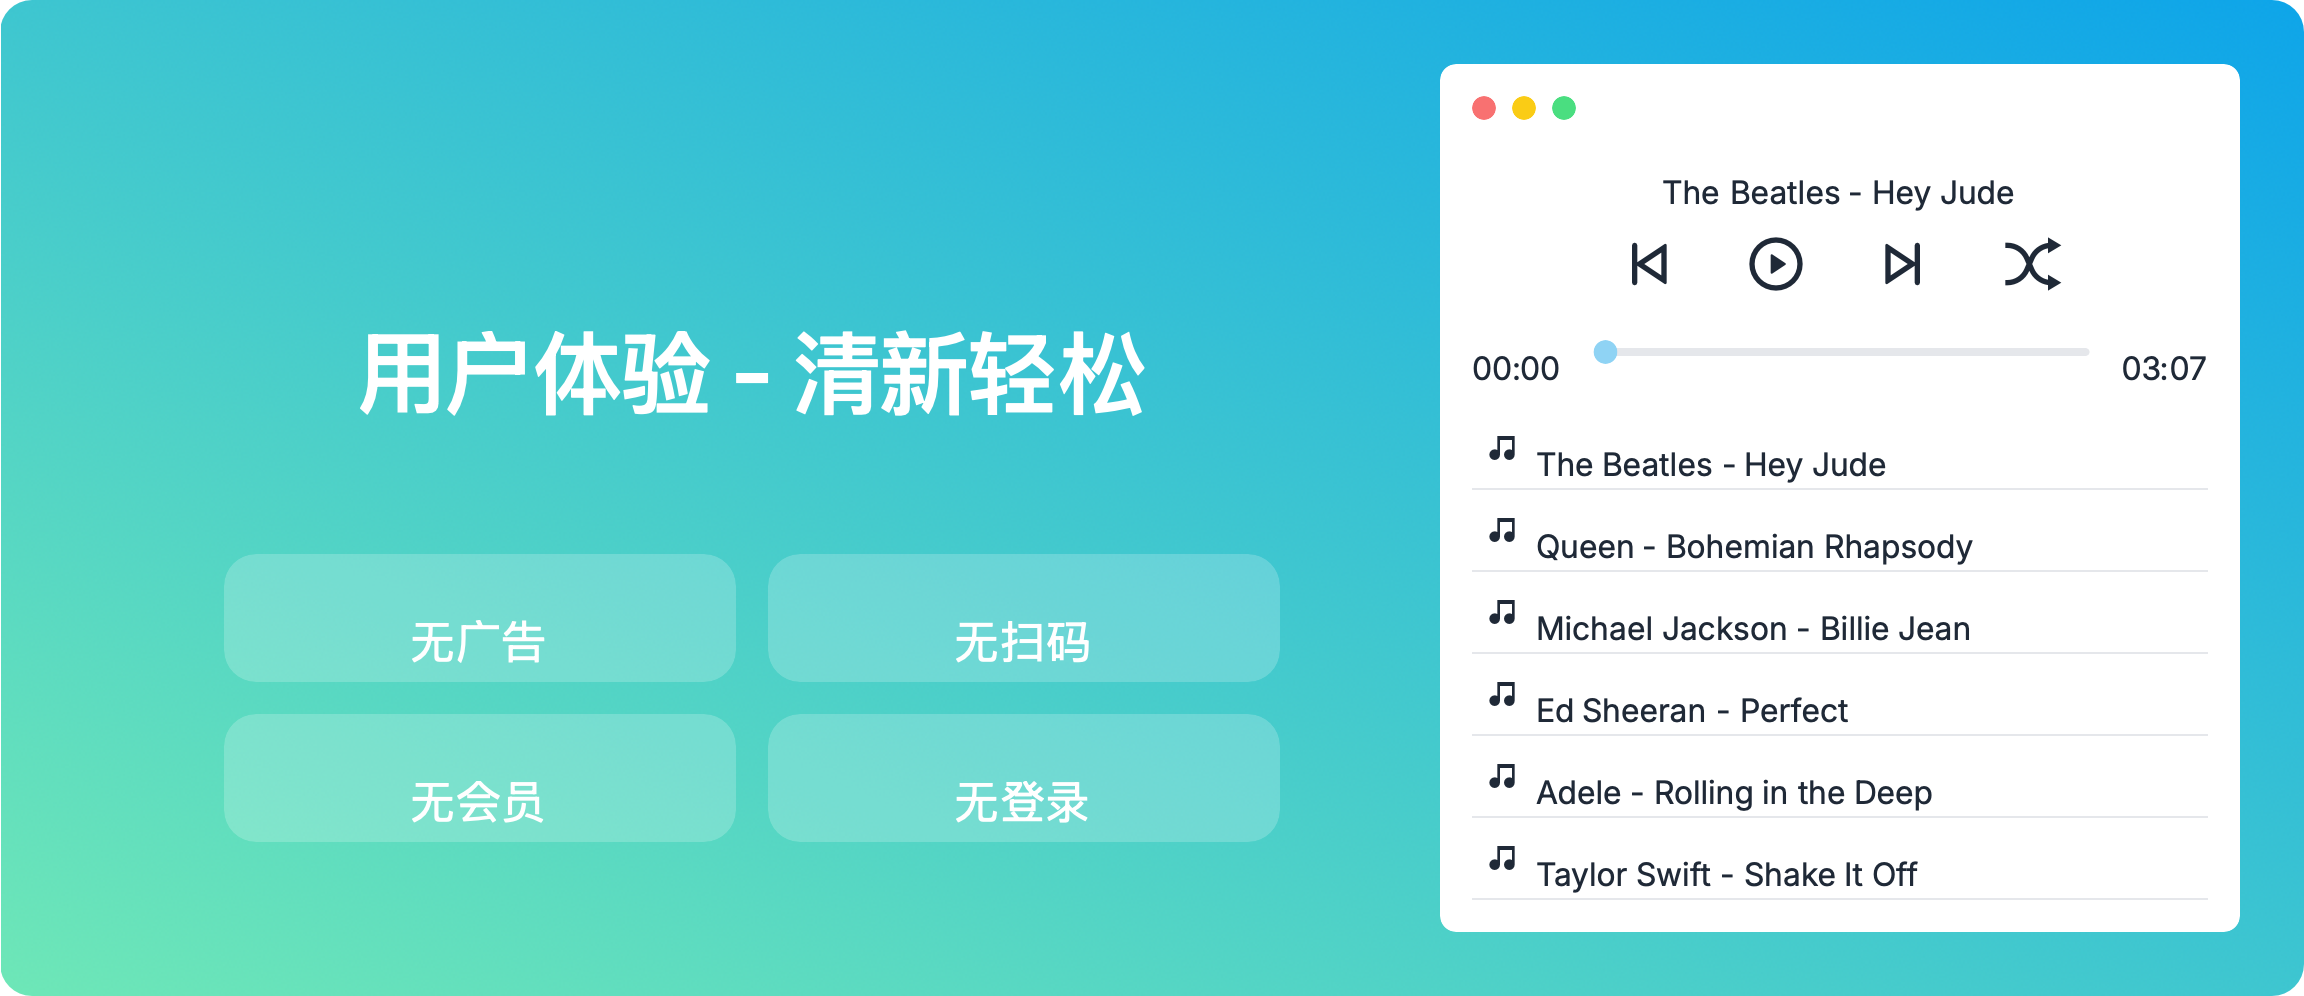 用户体验 - 清新轻松
无广告
无扫码
无会员
无登录
The Beatles - Hey Jude
00:00
03:07
The Beatles - Hey Jude
Queen - Bohemian Rhapsody
Michael Jackson - Billie Jean
Ed Sheeran - Perfect
Adele - Rolling in the Deep
Taylor Swift - Shake It Off